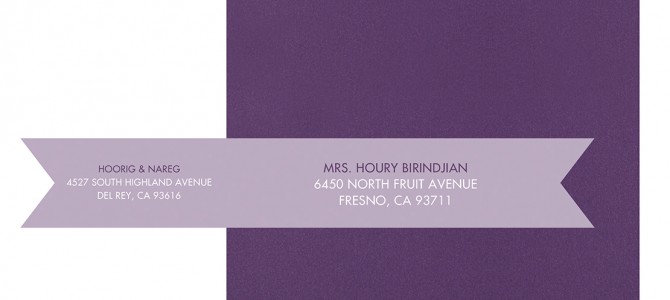 HOORIG & NAREG
4527 SOUTH HIGHLAND AVENUE
DEL REY, CA 93616
MRS. HOURY BIRINDJIAN
6450 NORTH FRUIT AVENUE
FRESNO, CA 93711